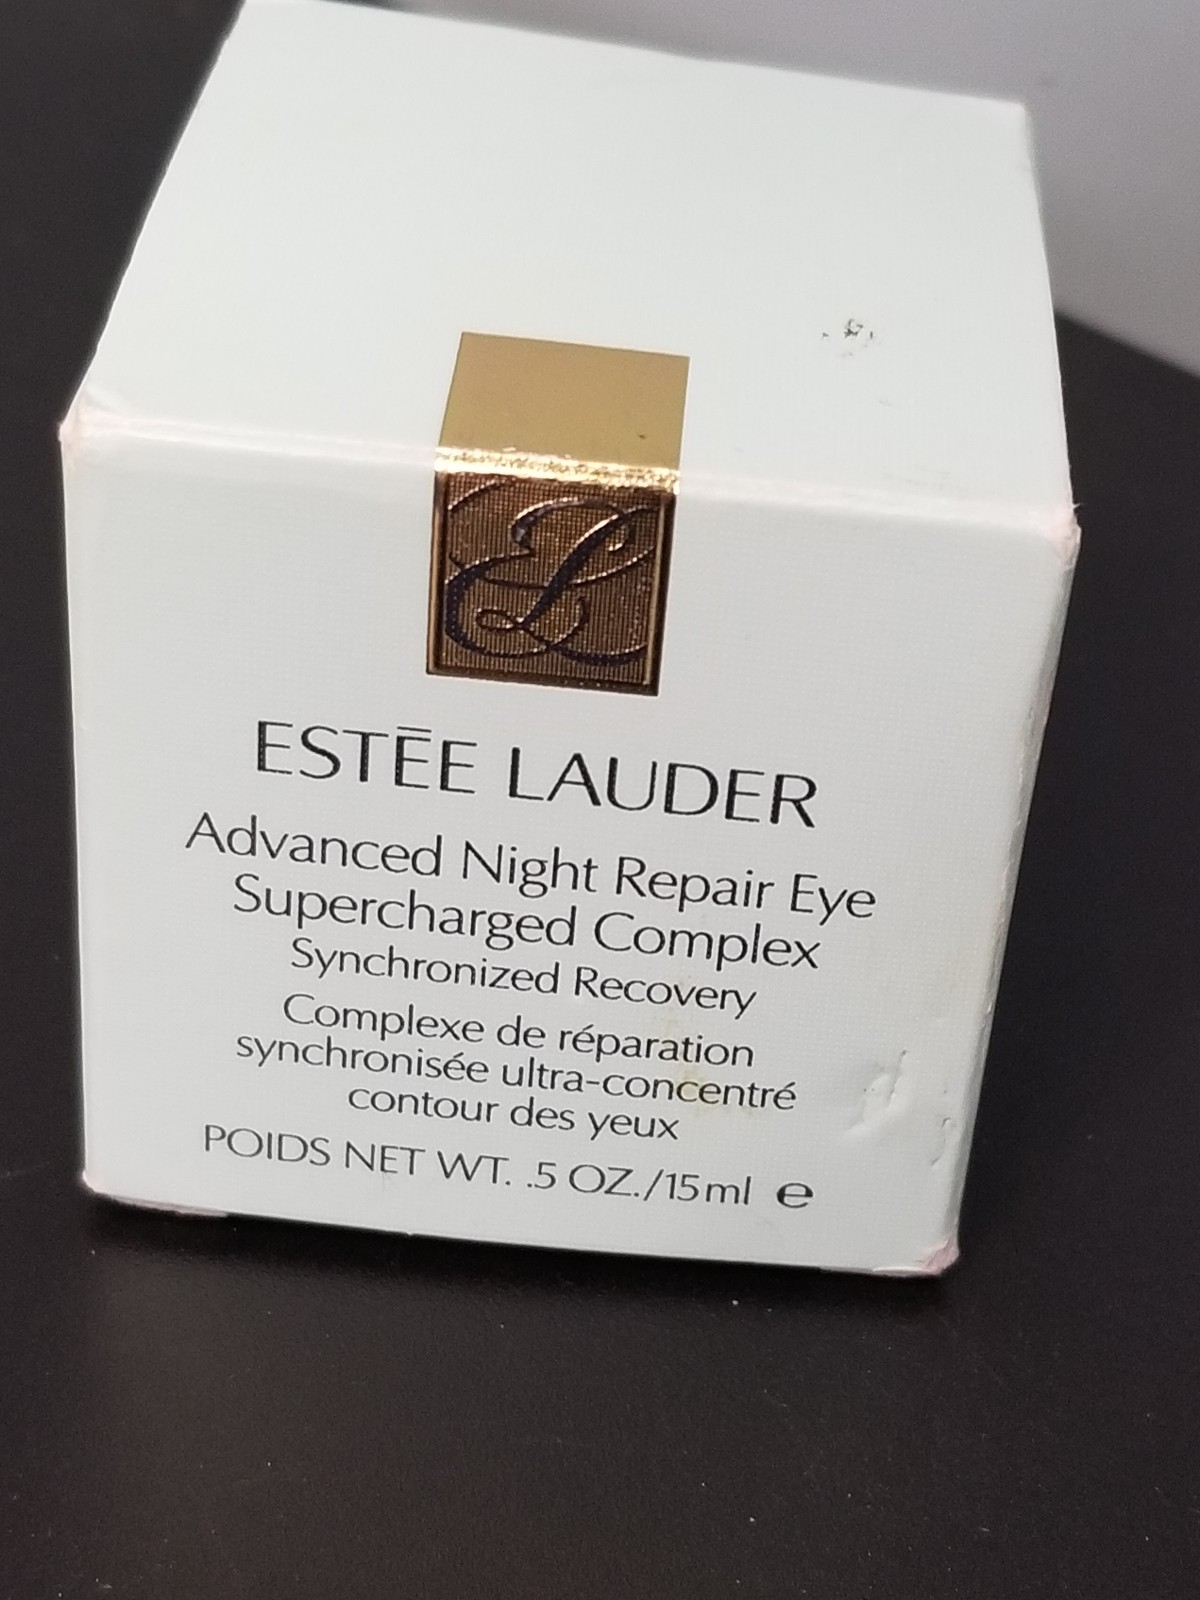 EL
ESTĒE LAUDER
Advanced Night Repair Eye
Supercharged Complex
Synchronized Recovery
Complexe de réparation
synchronisée ultra-concentré
contour des yeux
POIDS NET WT. .5 OZ./15ml e